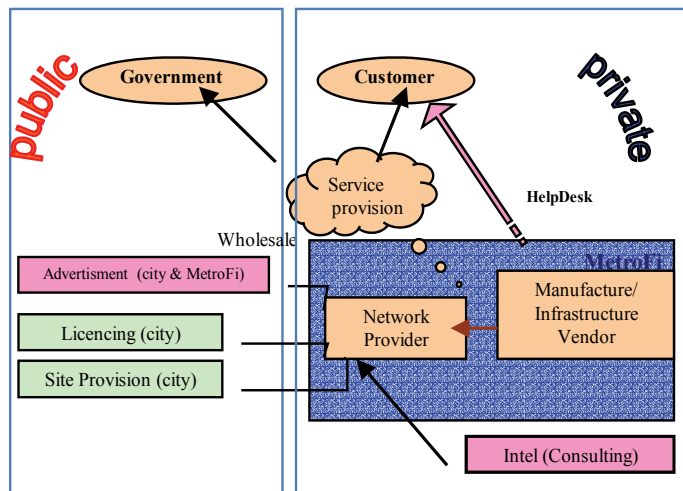 public
private
Government
Customer
Service
provision
HelpDesk
Wholesale
MetroFi
Advertisment (city & MetroFi)
Manufacture/
Infrastructure
Vendor
Network
Provider
Licencing (city)
Site Provision (city)
Intel (Consulting)